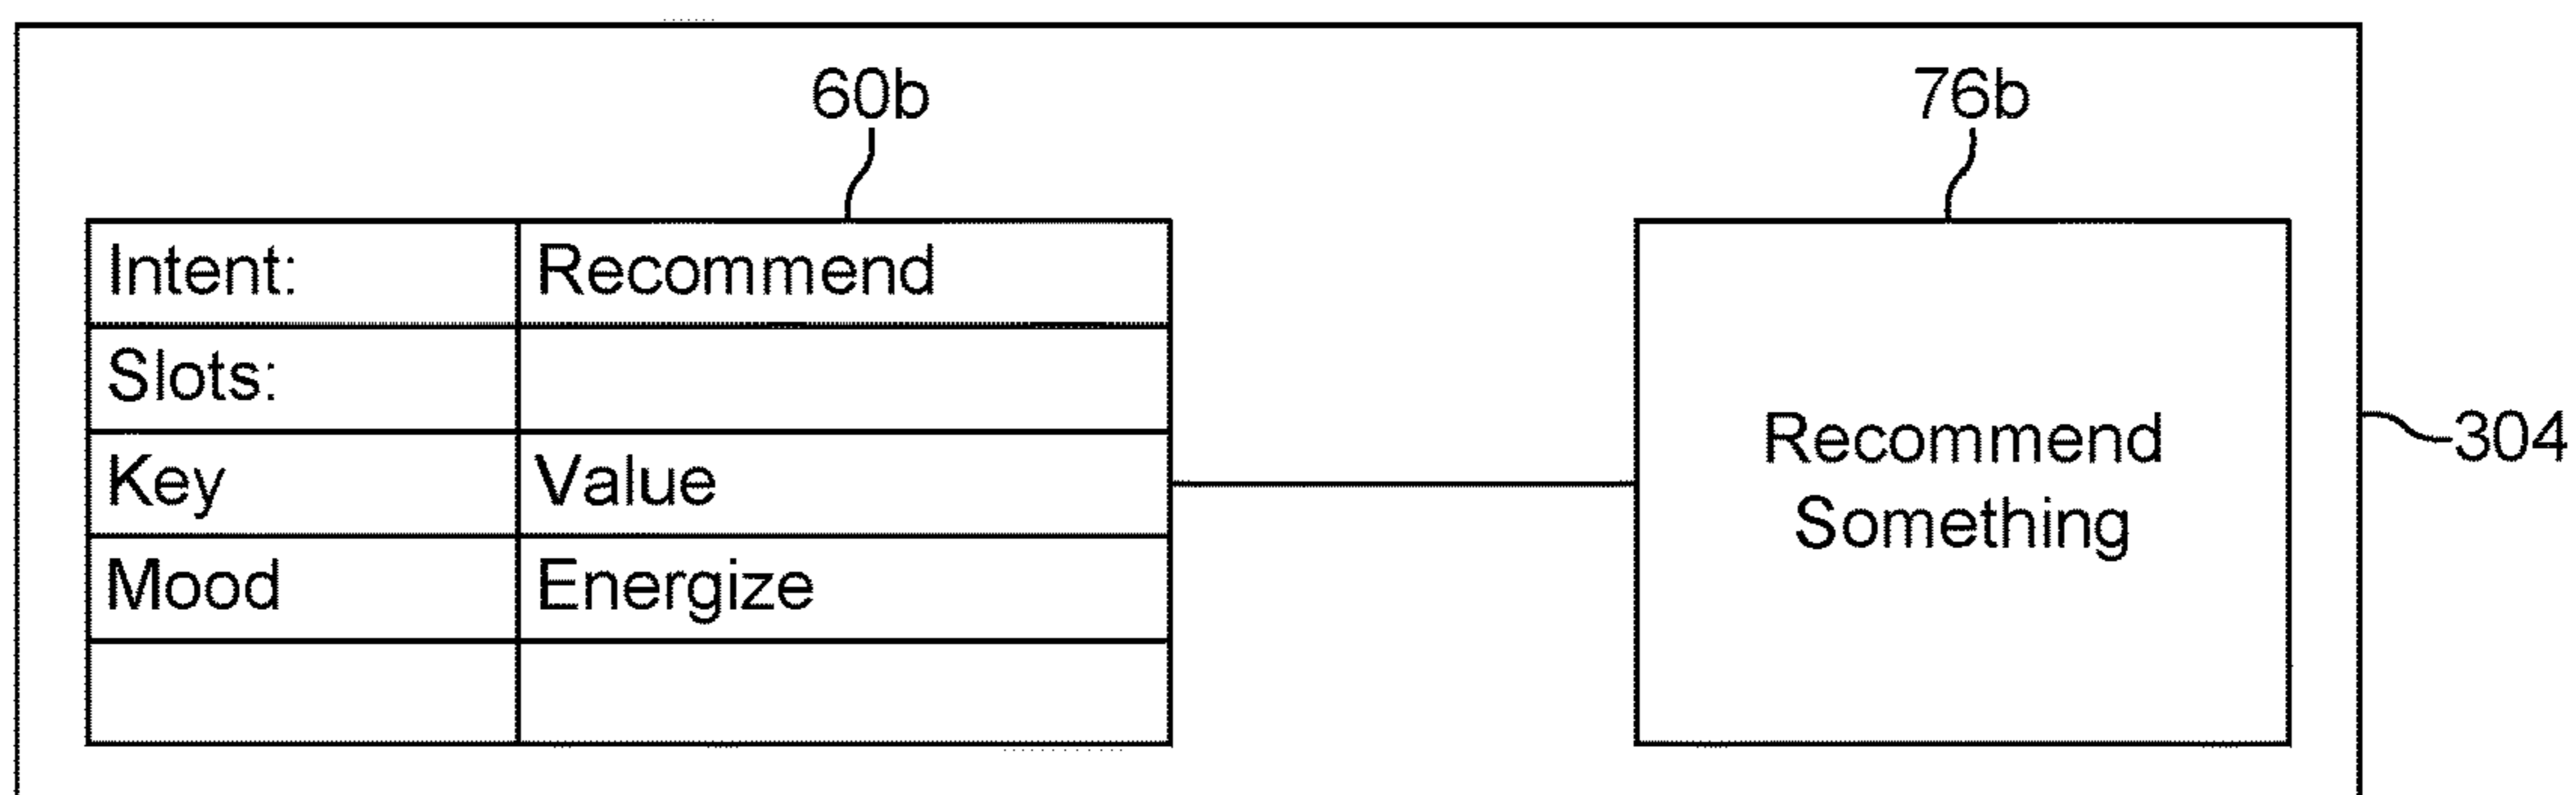 60b
76b
Intent: Recommend
Slots:
Key Value
Mood Energize
Recommend
Something
304